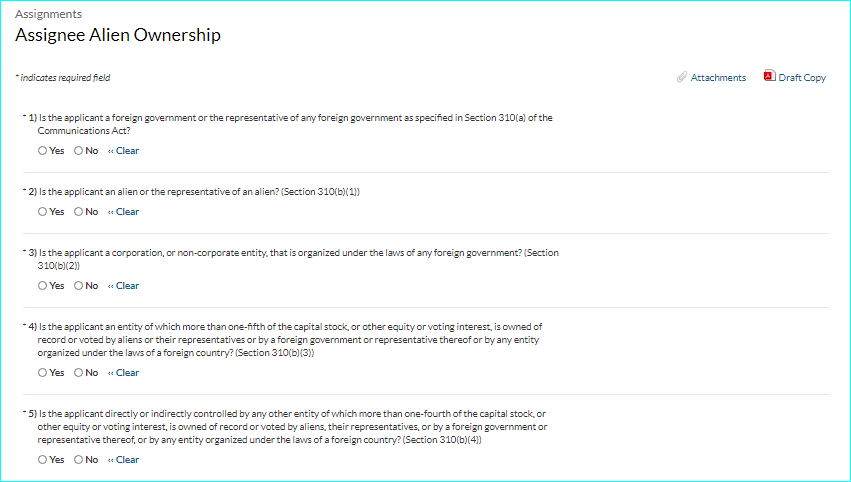 Assignments
Assignee Alien Ownership
* indicates required field
Attachments
Draft Copy
* 1) Is the applicant a foreign government or the representative of any foreign government as specified in Section 310(a) of the
Communications Act?
Yes No ‹‹ Clear
* 2) Is the applicant an alien or the representative of an alien? (Section 310(b)(1))
Yes No ‹‹ Clear
* 3) Is the applicant a corporation, or non-corporate entity, that is organized under the laws of any foreign government? (Section
310(b)(2))
Yes No ‹‹ Clear
* 4) Is the applicant an entity of which more than one-fifth of the capital stock, or other equity or voting interest, is owned of
record or voted by aliens or their representatives or by a foreign government or representative thereof or by any entity
organized under the laws of a foreign country? (Section 310(b)(3))
Yes No ‹‹ Clear
* 5) Is the applicant directly or indirectly controlled by any other entity of which more than one-fourth of the capital stock, or
other equity or voting interest, is owned of record or voted by aliens, their representatives, or by a foreign government or
representative thereof, or by any entity organized under the laws of a foreign country? (Section 310(b)(4))
Yes No ‹‹ Clear